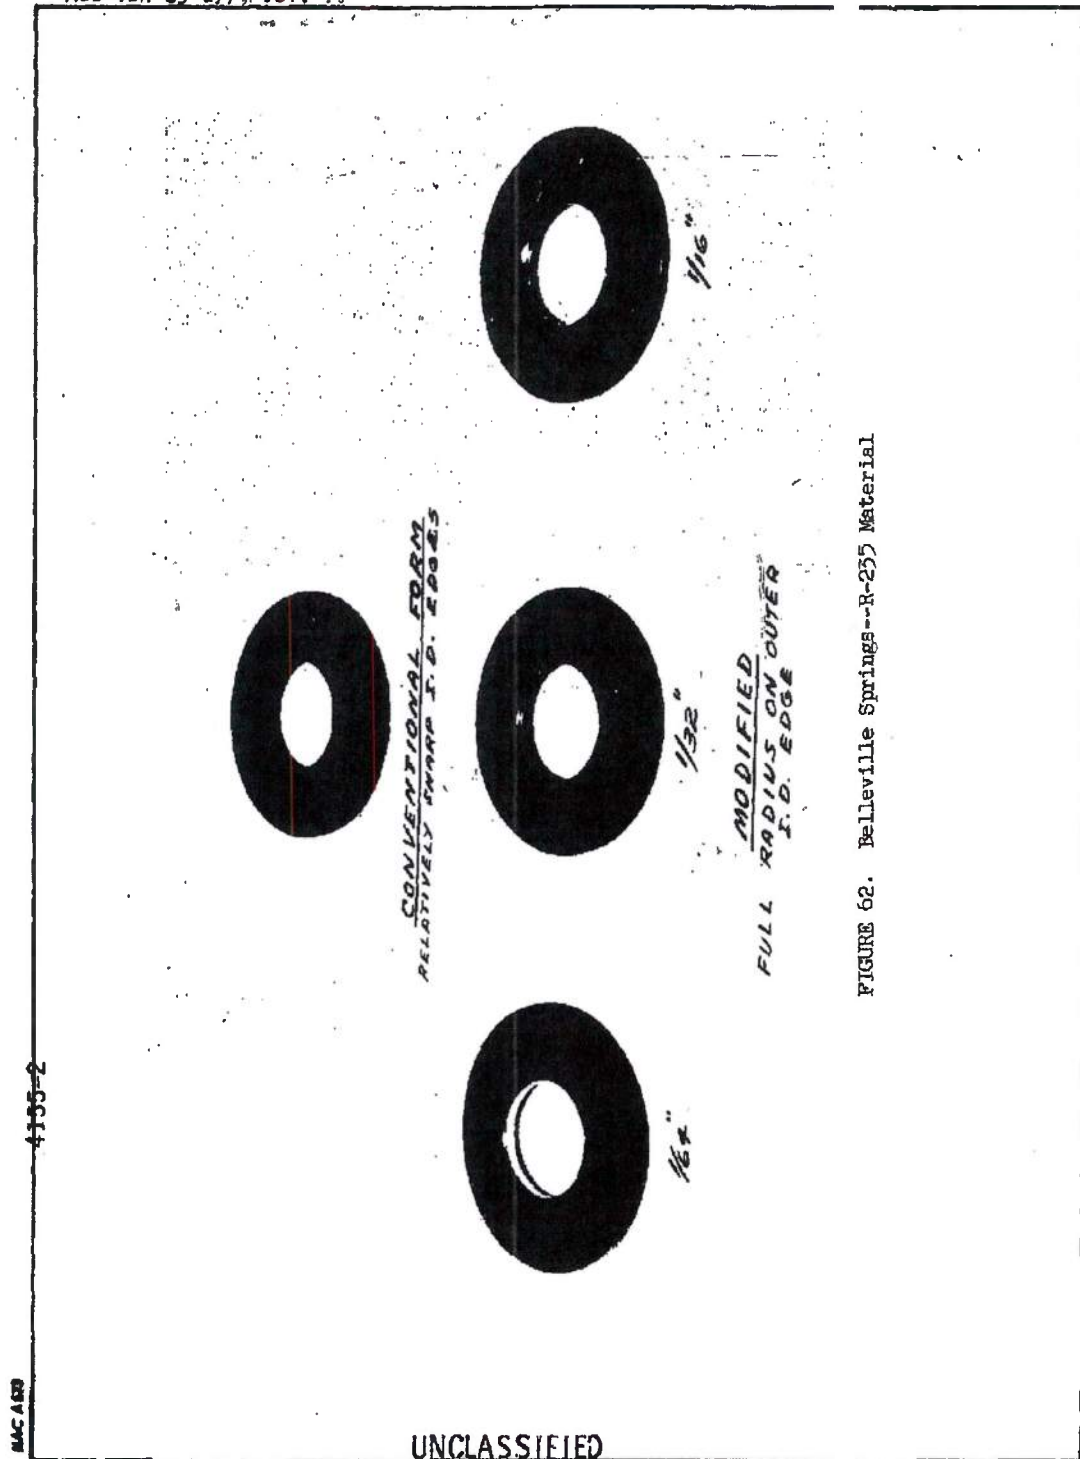 4135-2
CONVENTIONAL FORM
RELATIVELY SHARP I.D. EDGES
1/64"
1/32"
1/16"
MODIFIED
FULL RADIUS ON OUTER
I.D. EDGE
FIGURE 62. Belleville Springs--R-235 Material
UNCLASSIFIED